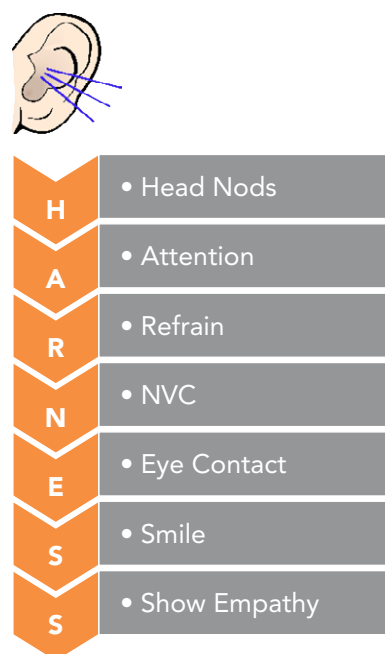 H
• Head Nods
A
• Attention
R
• Refrain
N
• NVC
E
• Eye Contact
S
• Smile
S
• Show Empathy